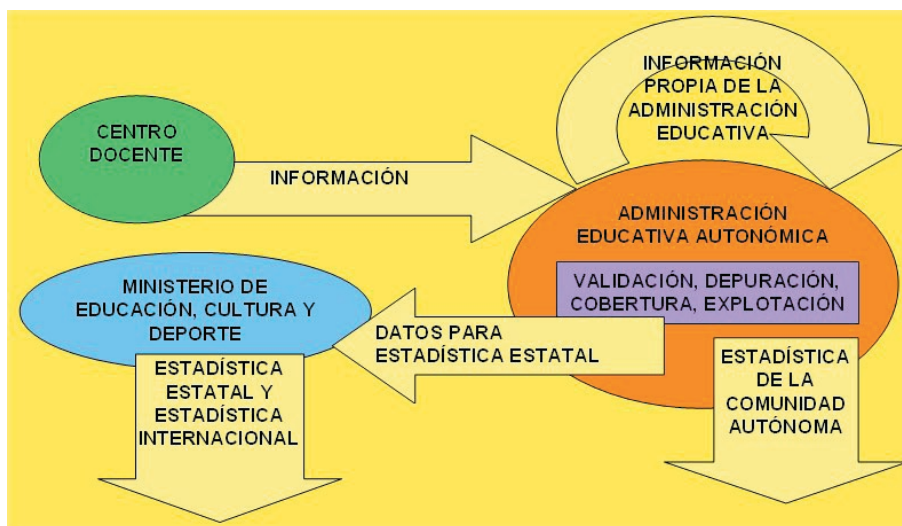 CENTRO
DOCENTE
INFORMACIÓN
INFORMACIÓN
PROPIA DE LA
ADMINISTRACIÓN
EDUCATIVA
ADMINISTRACIÓN
EDUCATIVA AUTONÓMICA
VALIDACIÓN, DEPURACIÓN,
COBERTURA, EXPLOTACIÓN
MINISTERIO DE
EDUCACIÓN, CULTURA Y
DEPORTE
DATOS PARA
ESTADÍSTICA ESTATAL
ESTADÍSTICA
ESTATAL Y
ESTADÍSTICA
INTERNACIONAL
ESTADÍSTICA
DE LA
COMUNIDAD
AUTÓNOMA